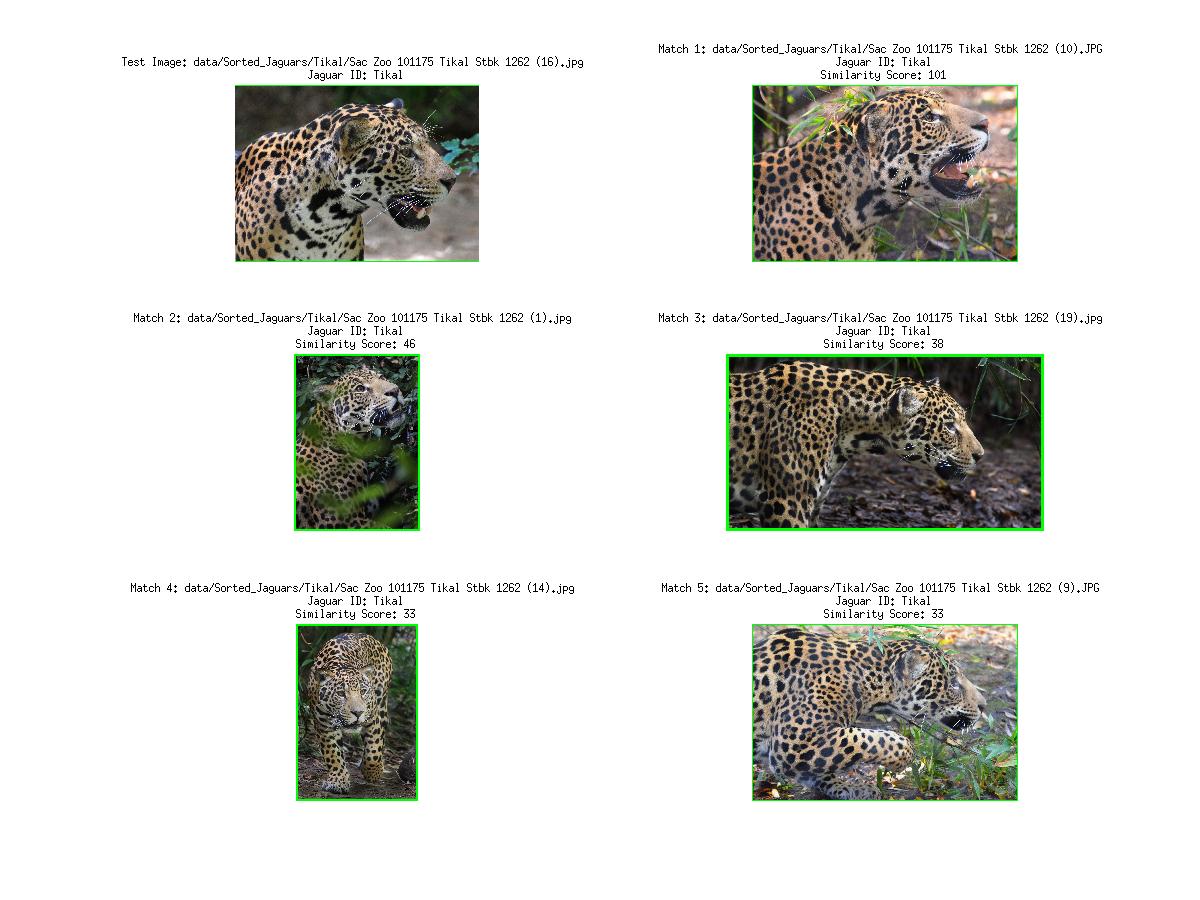 Test Image: data/Sorted_Jaguars/Tikal/Sac Zoo 101175 Tikal Stbk 1262 (16).jpg
Jaguar ID: Tikal
Match 1: data/Sorted_Jaguars/Tikal/Sac Zoo 101175 Tikal Stbk 1262 (10).JPG
Jaguar ID: Tikal
Similarity Score: 101
Match 2: data/Sorted_Jaguars/Tikal/Sac Zoo 101175 Tikal Stbk 1262 (1).jpg
Jaguar ID: Tikal
Similarity Score: 46
Match 3: data/Sorted_Jaguars/Tikal/Sac Zoo 101175 Tikal Stbk 1262 (19).jpg
Jaguar ID: Tikal
Similarity Score: 38
Match 4: data/Sorted_Jaguars/Tikal/Sac Zoo 101175 Tikal Stbk 1262 (14).jpg
Jaguar ID: Tikal
Similarity Score: 33
Match 5: data/Sorted_Jaguars/Tikal/Sac Zoo 101175 Tikal Stbk 1262 (9).JPG
Jaguar ID: Tikal
Similarity Score: 33